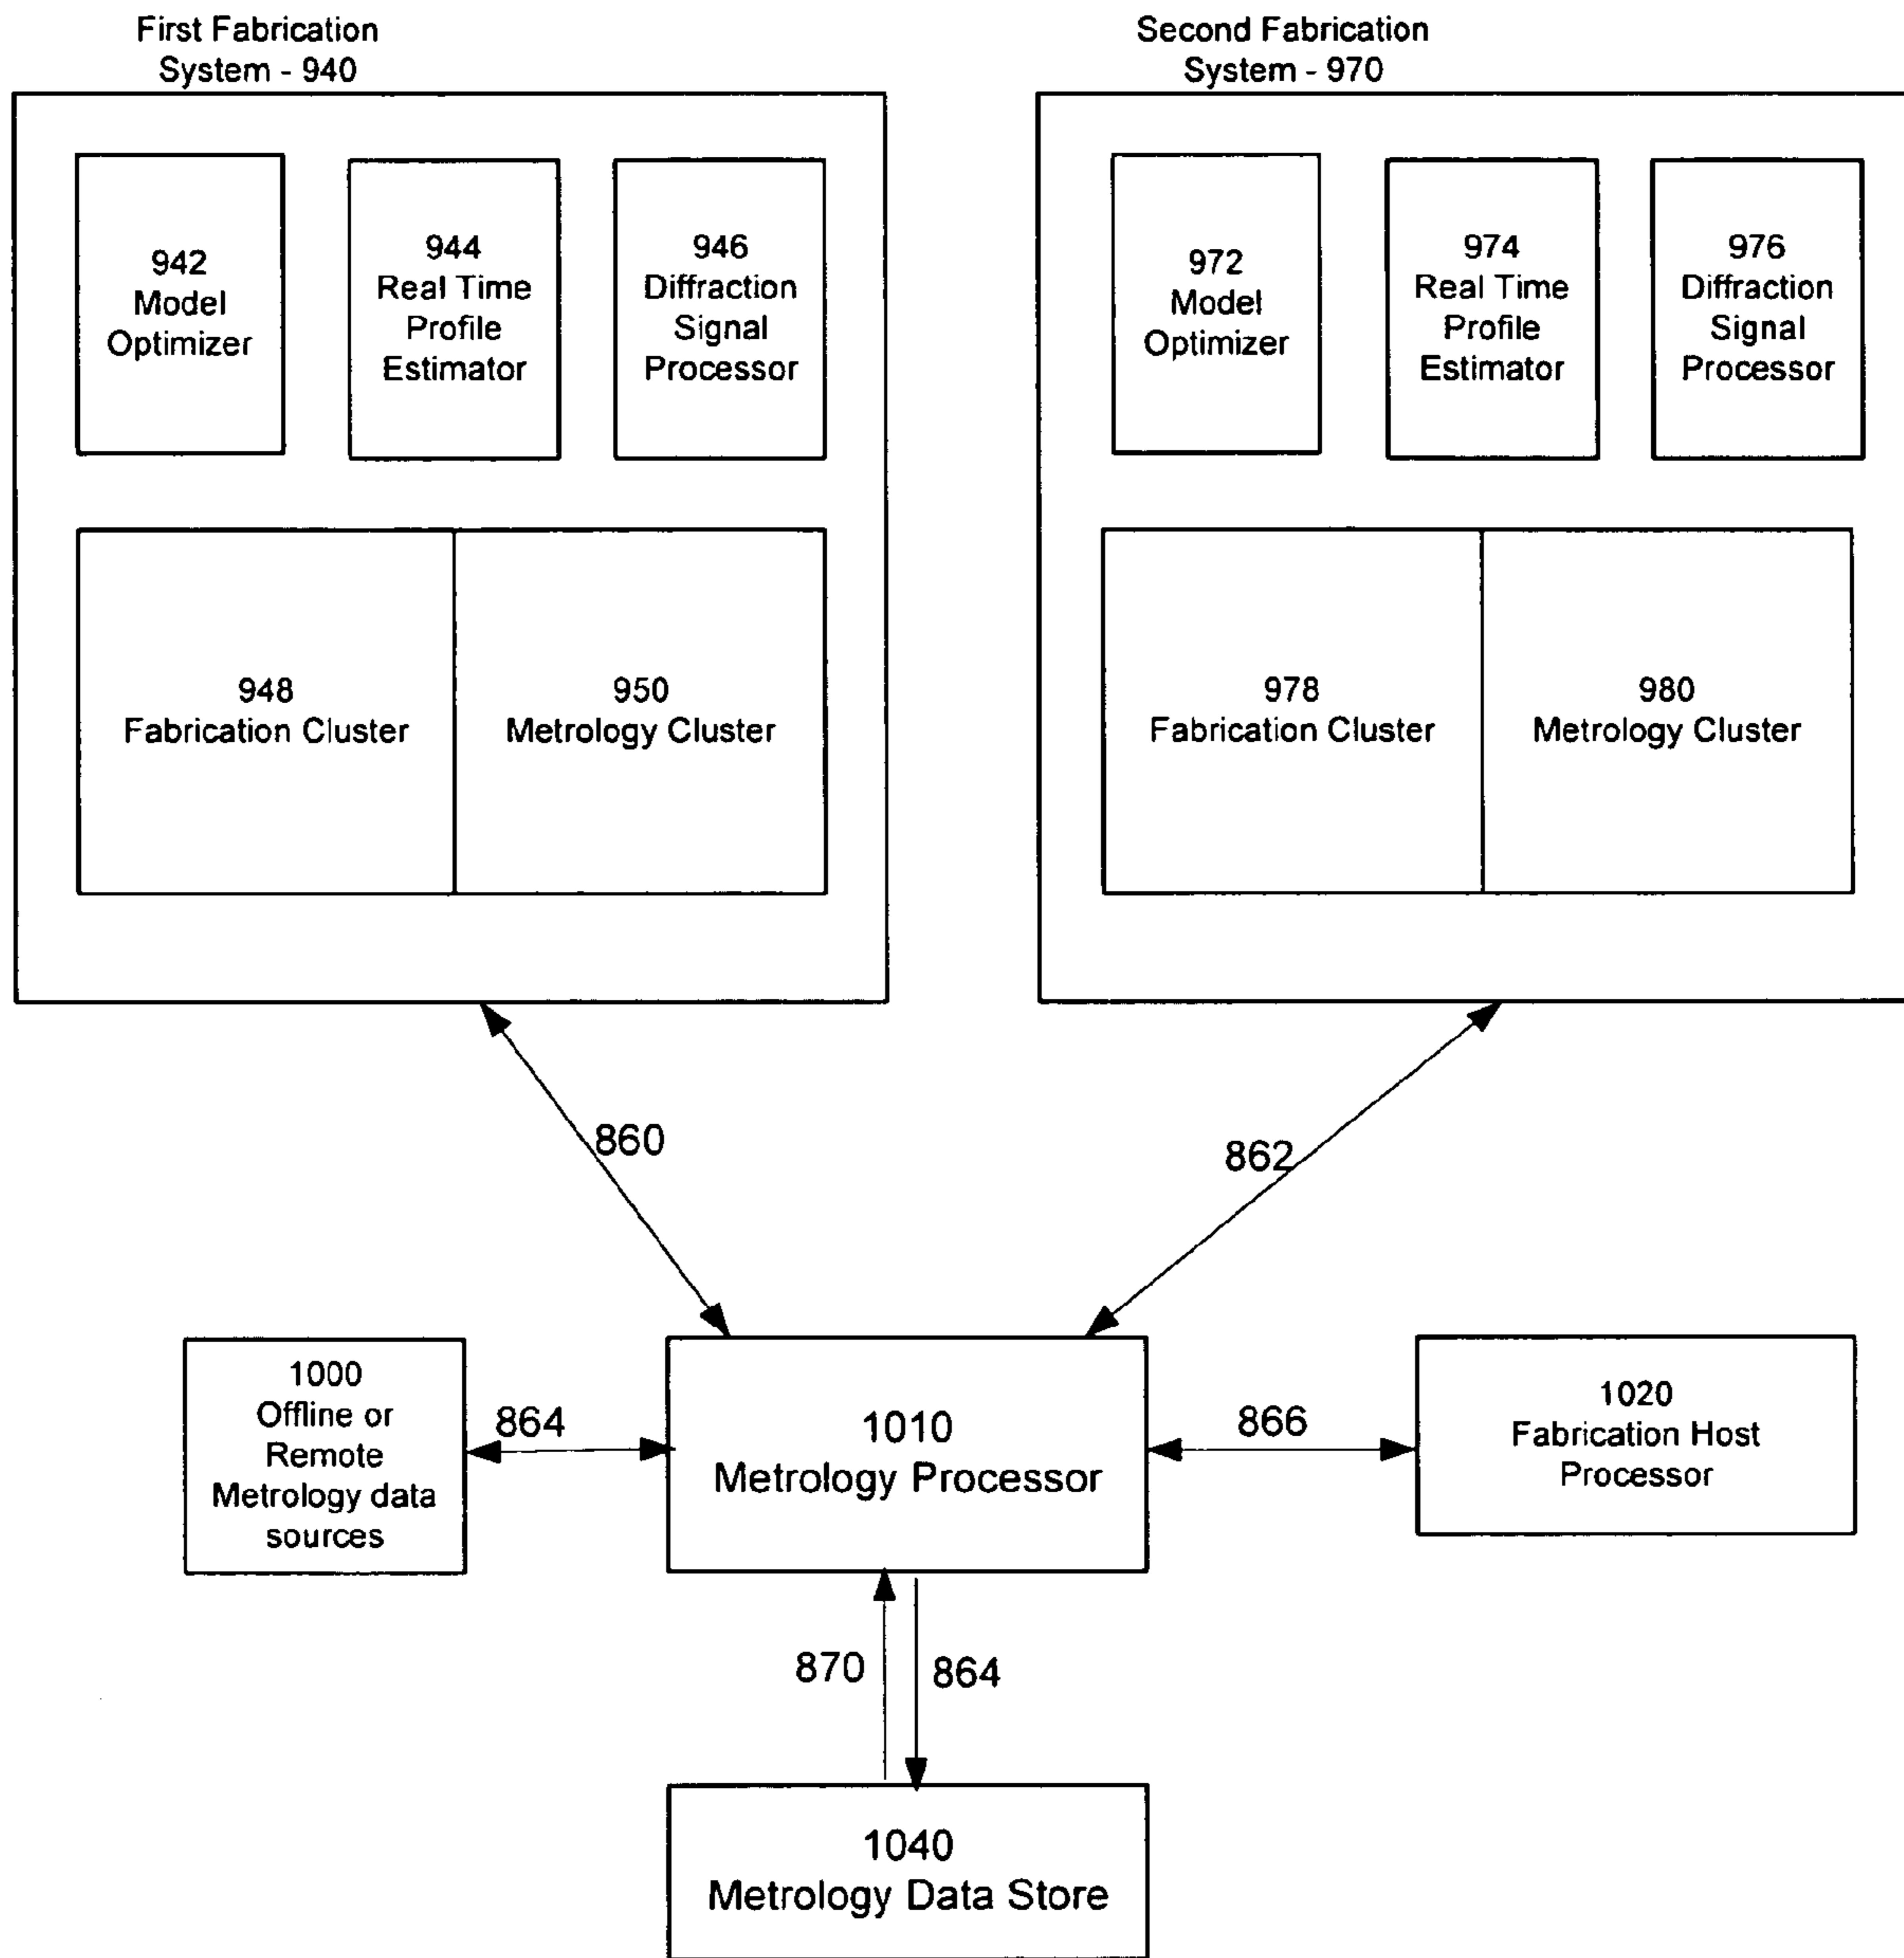 First Fabrication
System - 940
Second Fabrication
System - 970
942
Model
Optimizer
944
Real Time
Profile
Estimator
946
Diffraction
Signal
Processor
972
Model
Optimizer
974
Real Time
Profile
Estimator
976
Diffraction
Signal
Processor
948
Fabrication Cluster
950
Metrology Cluster
978
Fabrication Cluster
980
Metrology Cluster
860
862
1000
Offline or
Remote
Metrology data
sources
864
1010
Metrology Processor
866
1020
Fabrication Host
Processor
870
864
1040
Metrology Data Store